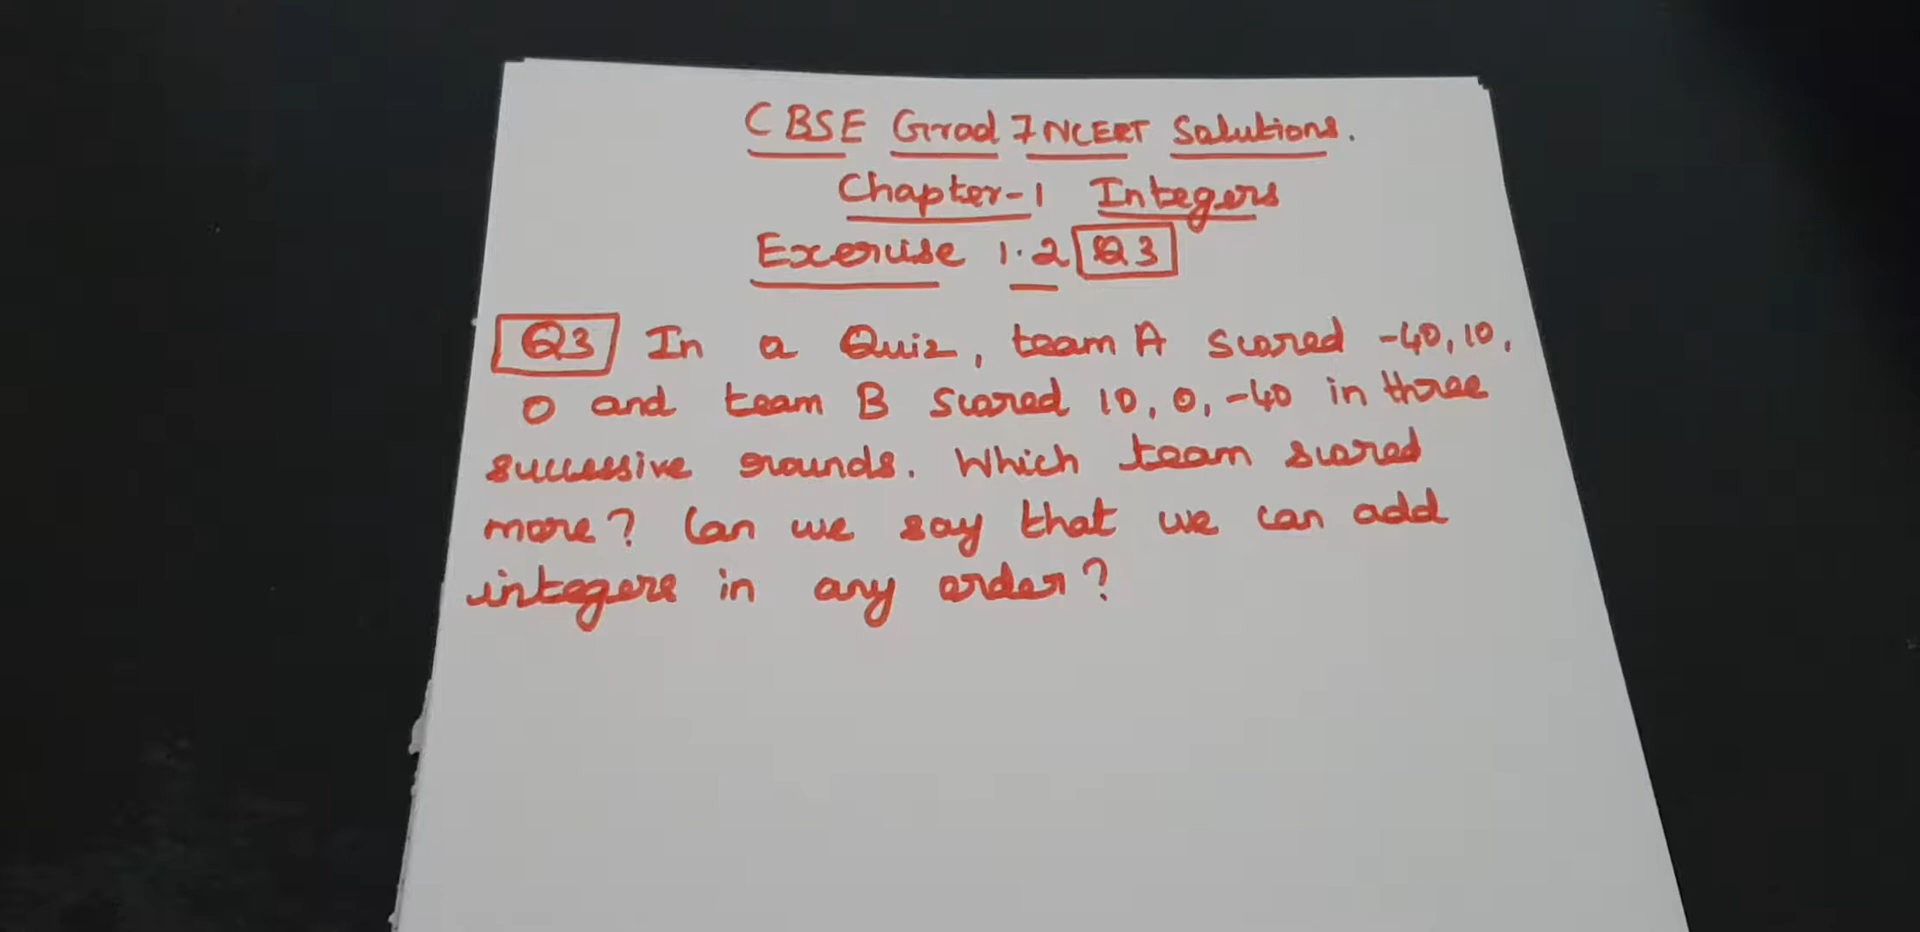 CBSE Grad 7 NCERT Solutions.
Chapter-1 Integers
Exercise 1.2 Q3
Q3 In a Quiz, team A scored -40, 10,
0 and team B scored 10, 0, -40 in three
successive rounds. Which team scored
more? Can we say that we can add
integers in any order?